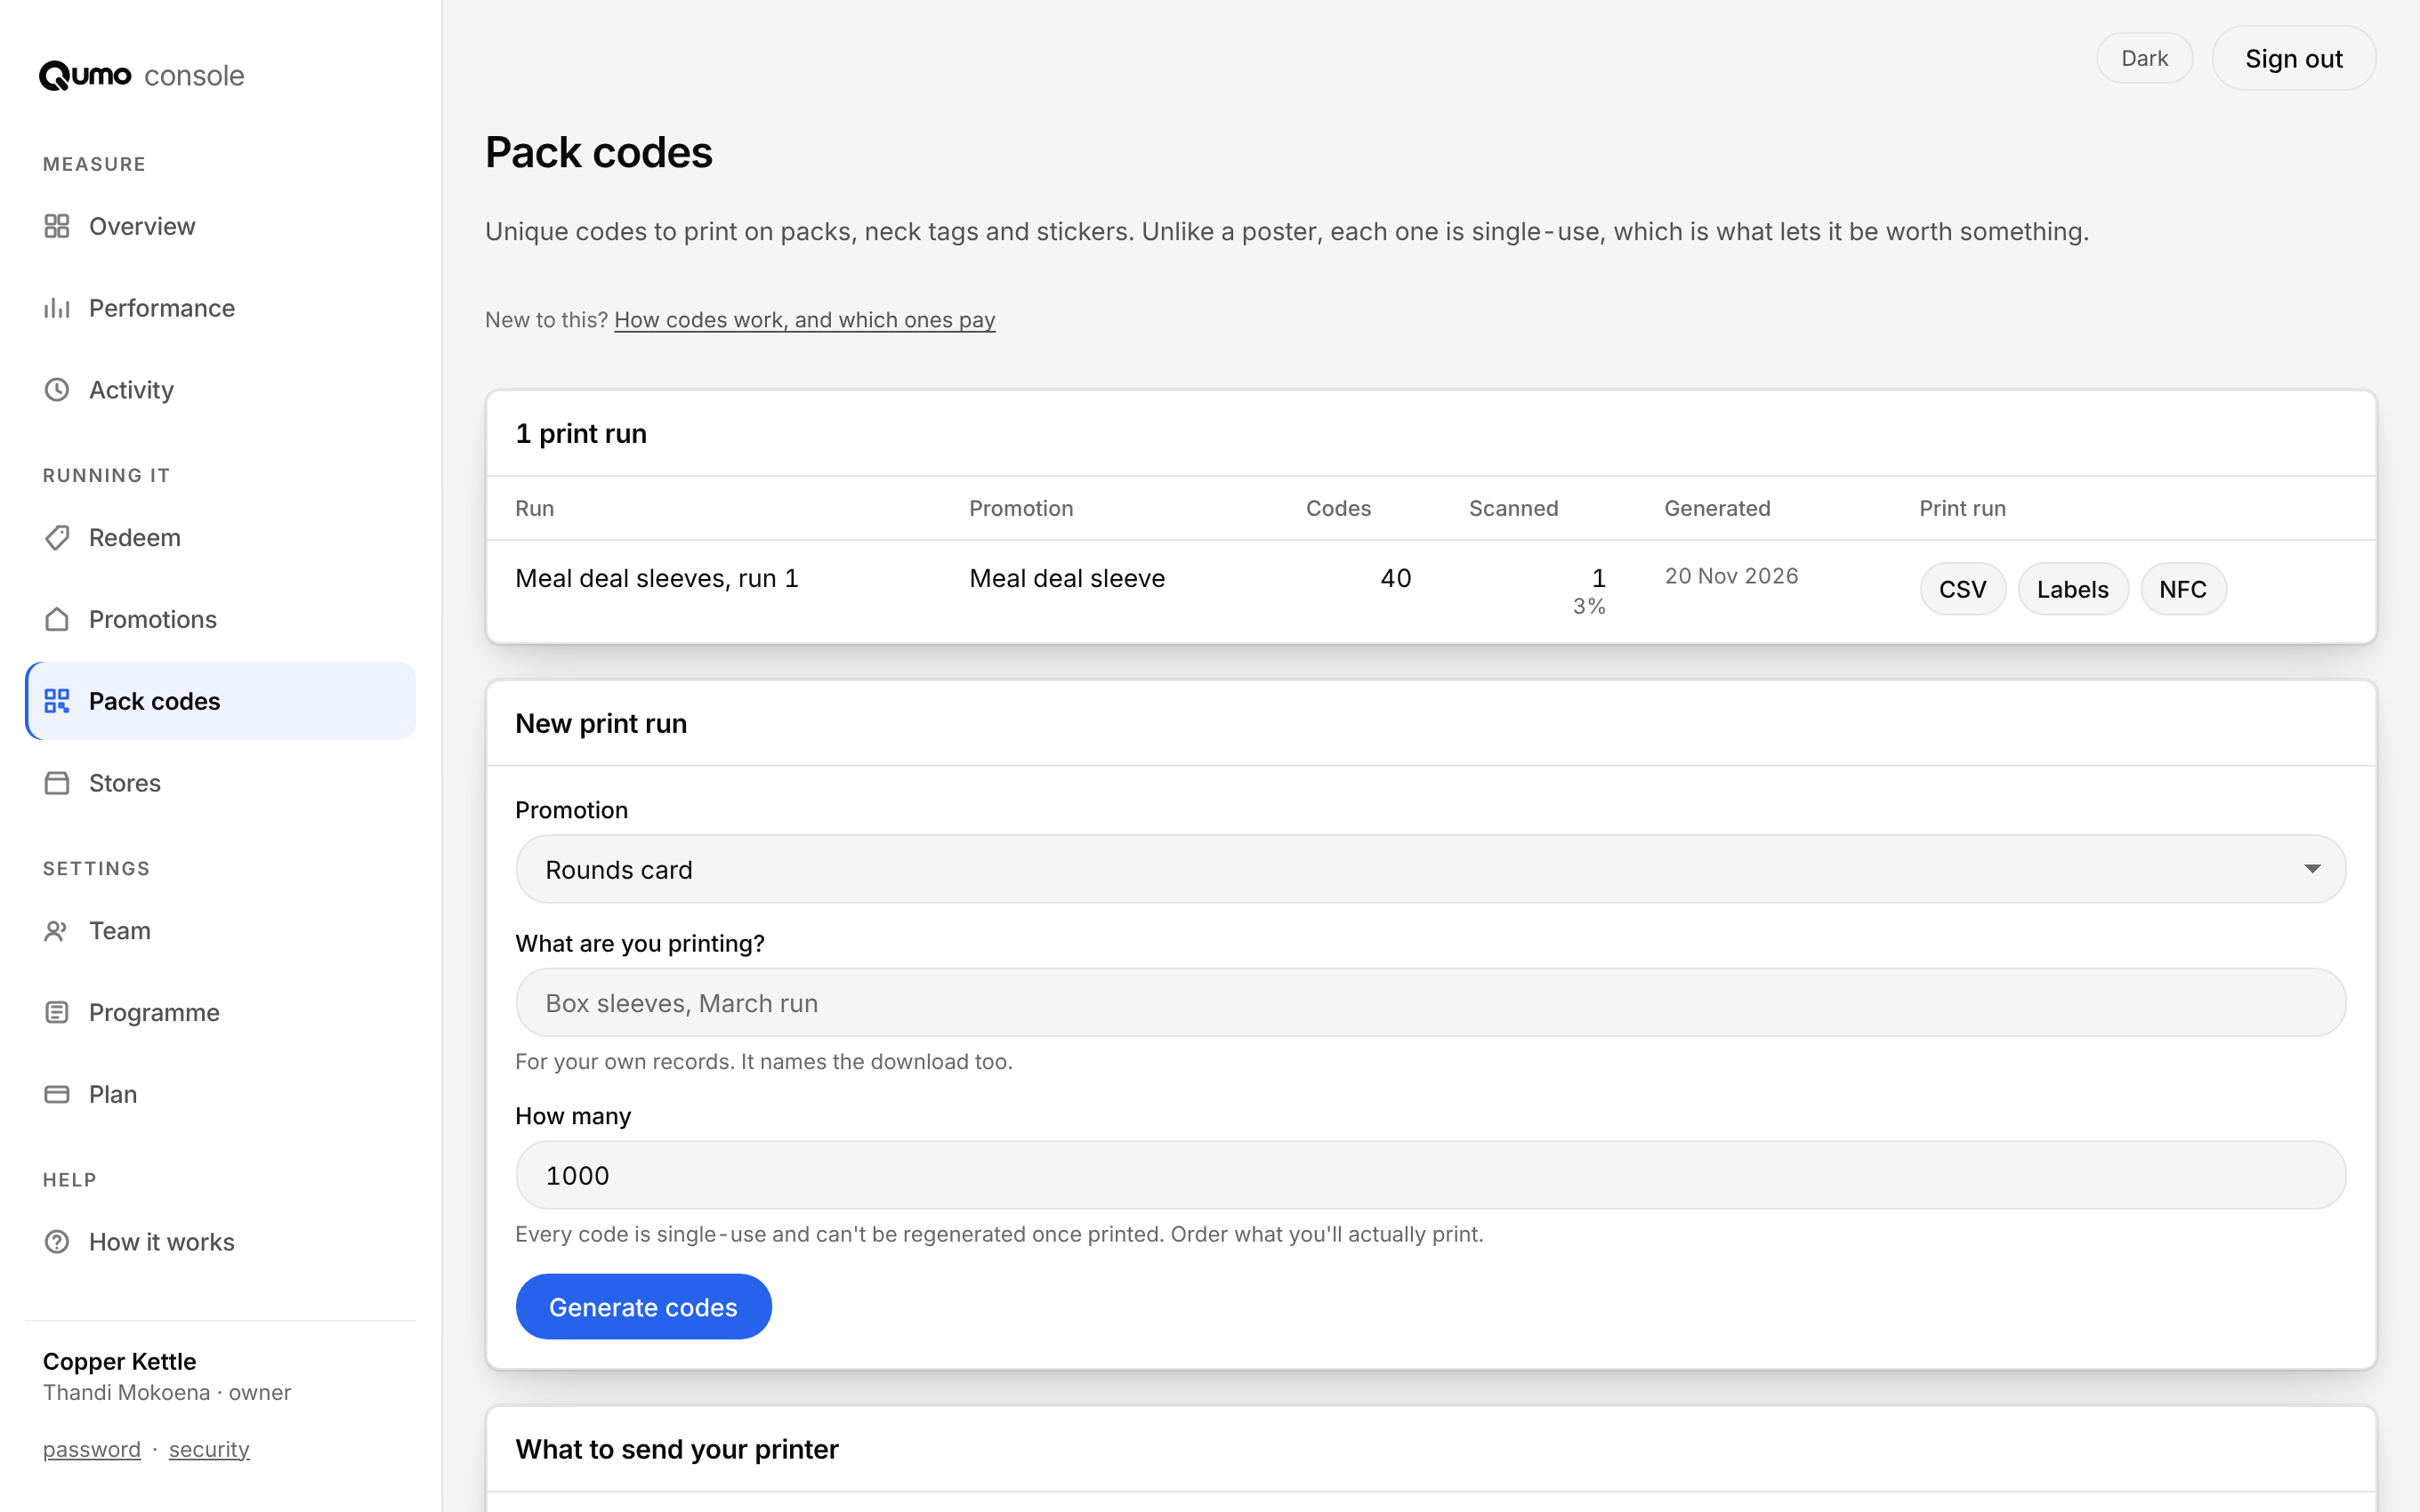 Qumo console
MEASURE
Overview
Performance
Activity
RUNNING IT
Redeem
Promotions
Pack codes
Stores
SETTINGS
Team
Programme
Plan
HELP
How it works
Copper Kettle
Thandi Mokoena · owner
password · security
Dark
Sign out
Pack codes
Unique codes to print on packs, neck tags and stickers. Unlike a poster, each one is single-use, which is what lets it be worth something.
New to this? How codes work, and which ones pay
1 print run
Run Promotion Codes Scanned Generated Print run
Meal deal sleeves, run 1 Meal deal sleeve 40 1 20 Nov 2026 CSV Labels NFC
3%
New print run
Promotion
Rounds card
What are you printing?
Box sleeves, March run
For your own records. It names the download too.
How many
1000
Every code is single-use and can't be regenerated once printed. Order what you'll actually print.
Generate codes
What to send your printer